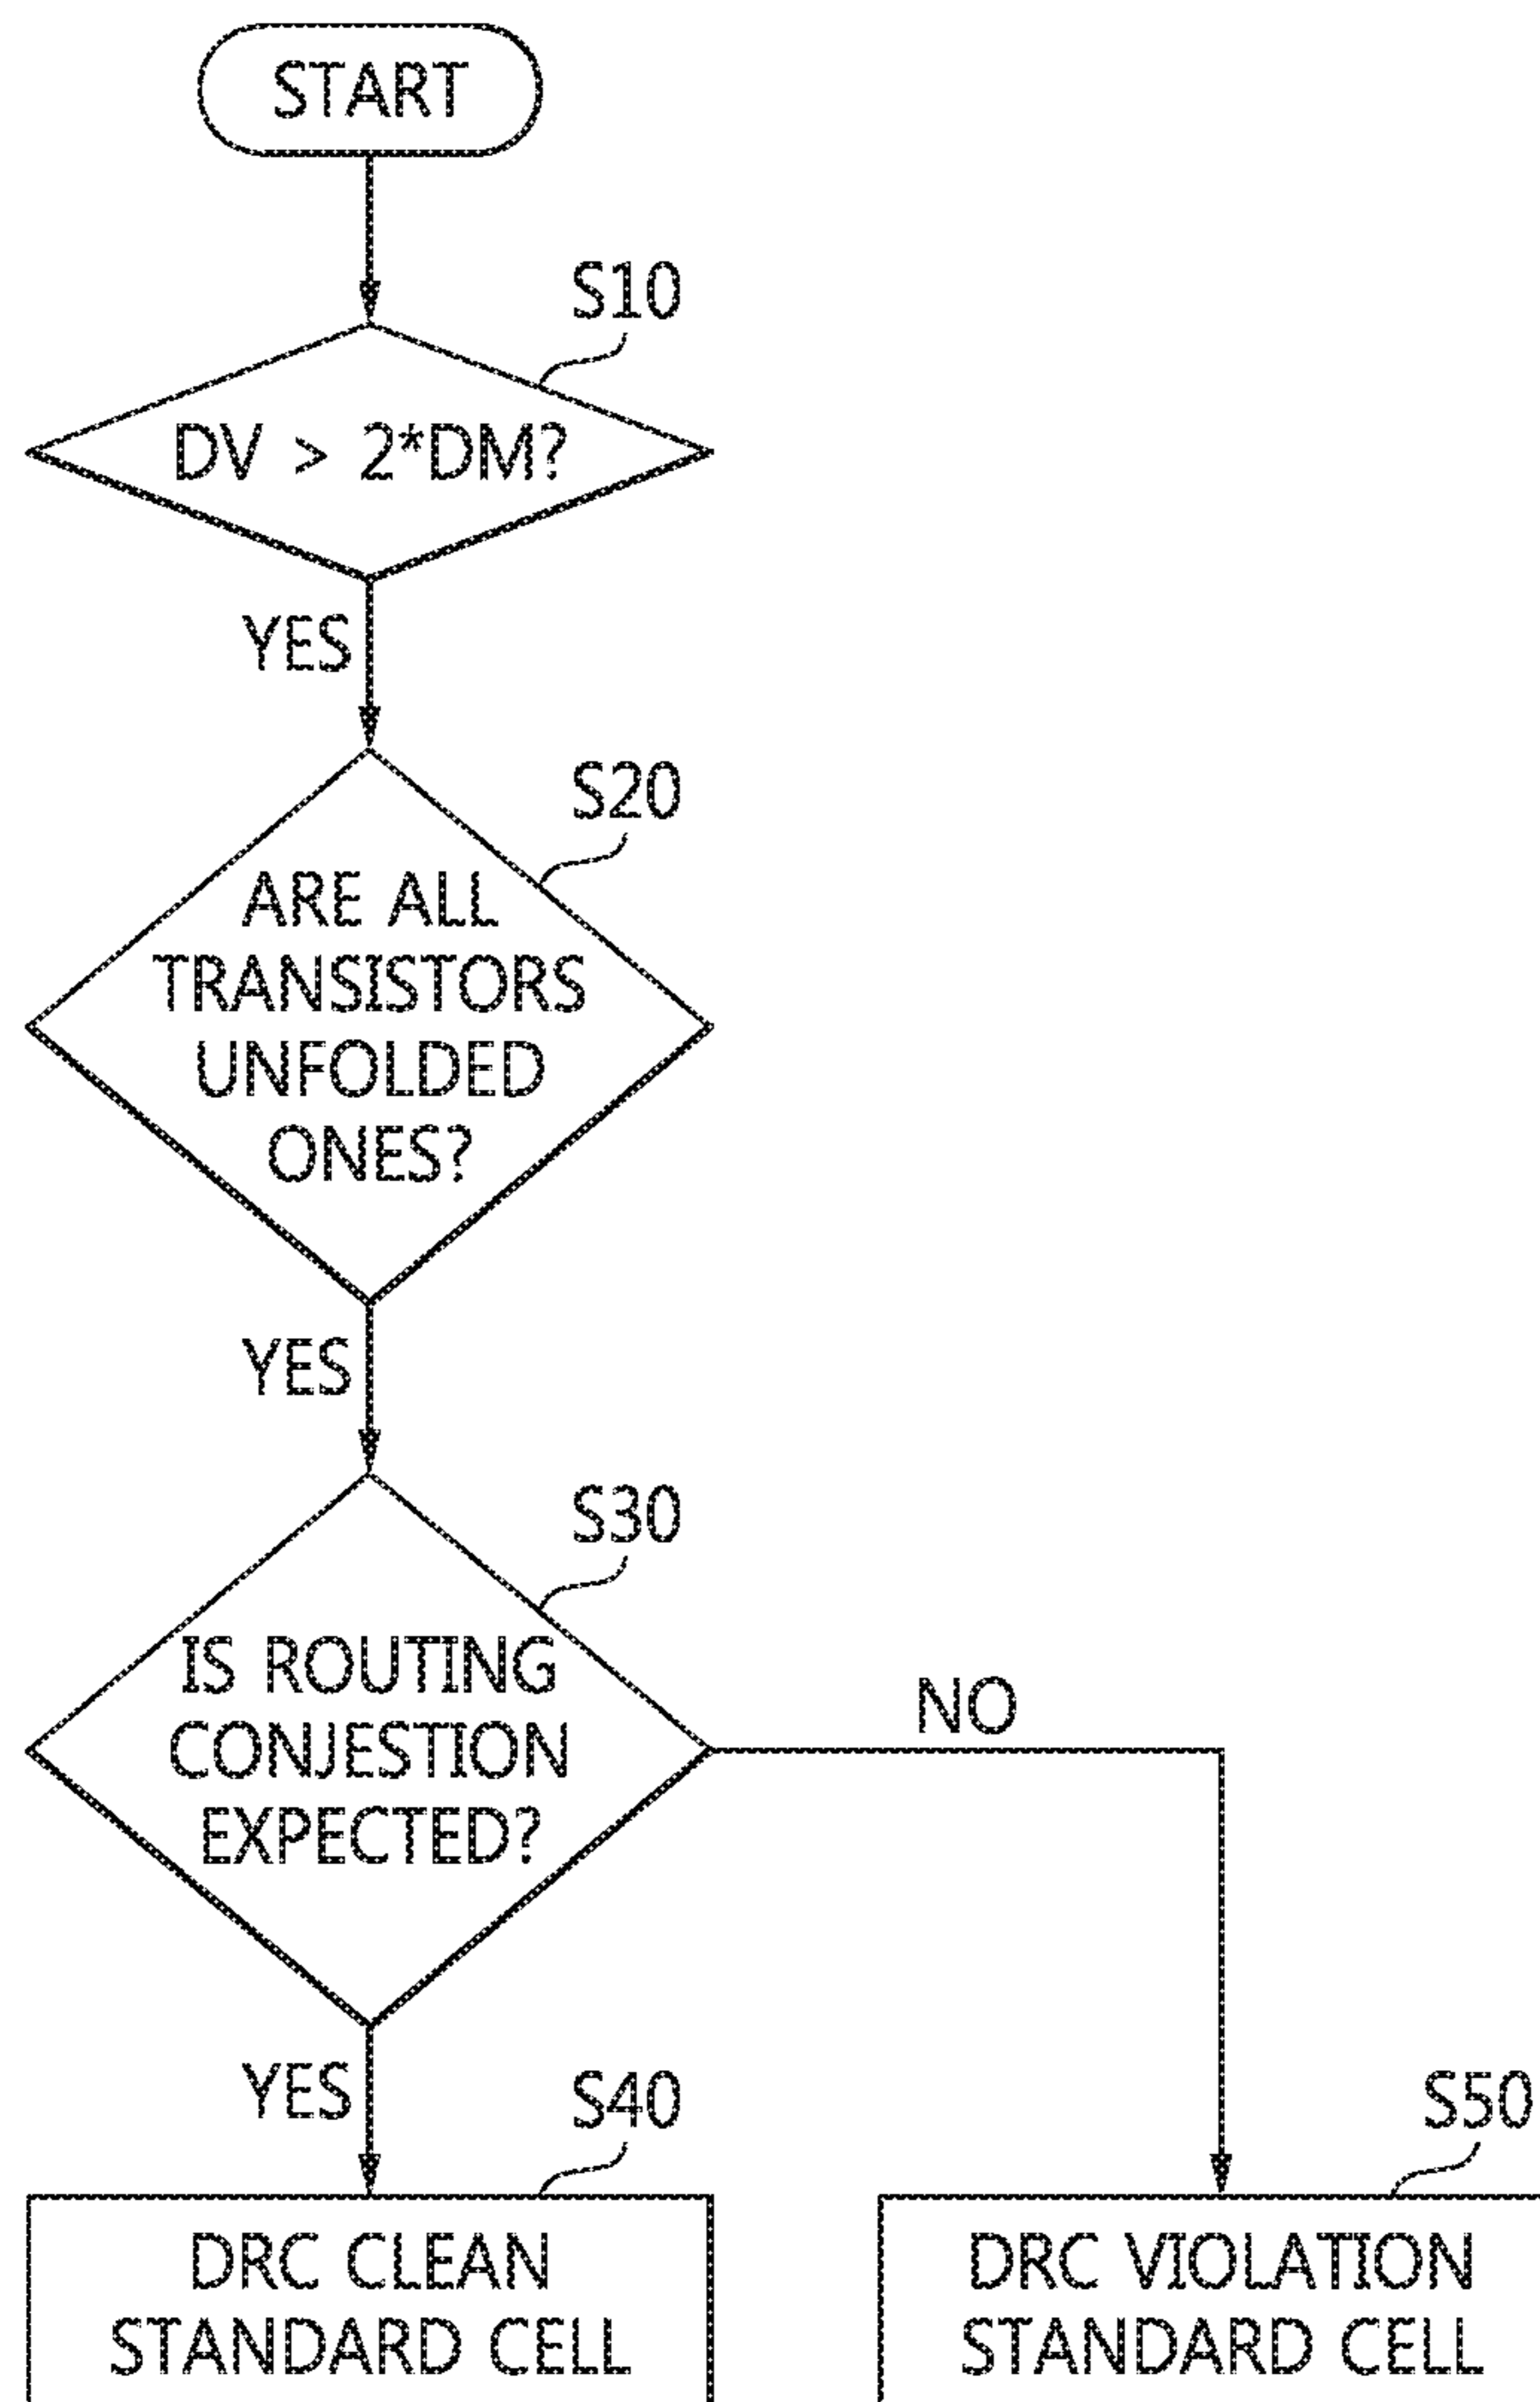 START
S10
DV > 2*DM?
YES
S20
ARE ALL
TRANSISTORS
UNFOLDED
ONES?
YES
S30
IS ROUTING
CONJESTION
EXPECTED?
NO
YES
S40
S50
DRC CLEAN
STANDARD CELL
DRC VIOLATION
STANDARD CELL